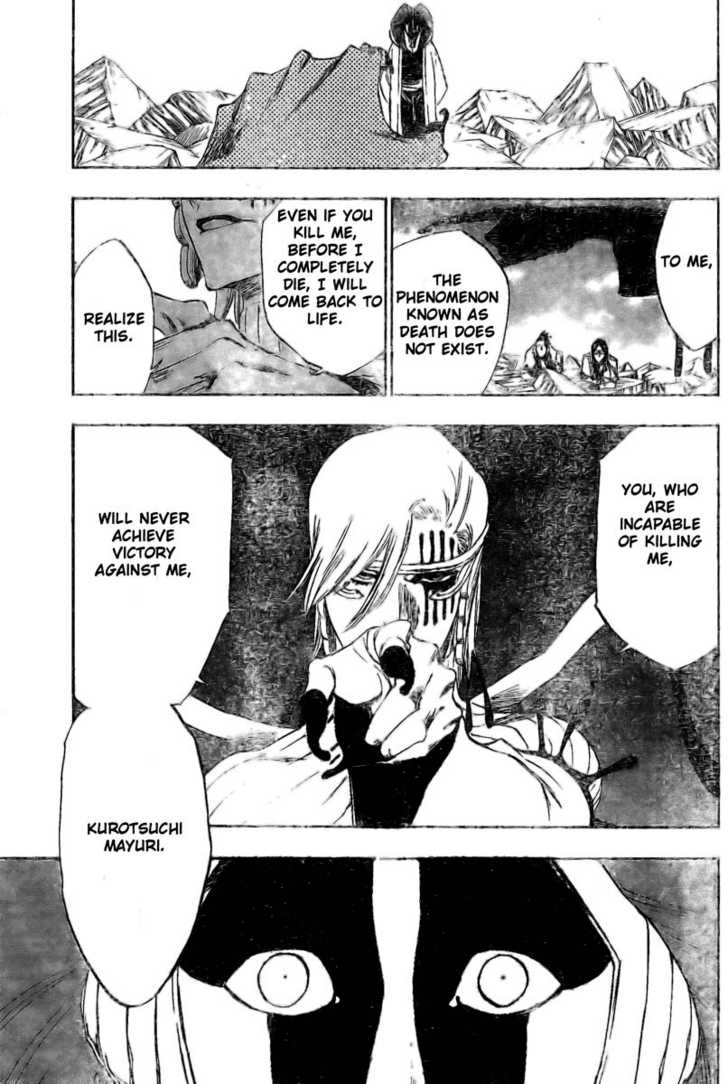 TO ME,
THE
PHENOMENON
KNOWN AS
DEATH DOES
NOT EXIST.
EVEN IF YOU
KILL ME,
BEFORE I
COMPLETELY
DIE, I WILL
COME BACK TO
LIFE.
REALIZE
THIS.
YOU, WHO
ARE
INCAPABLE
OF KILLING
ME,
WILL NEVER
ACHIEVE
VICTORY
AGAINST ME,
KUROTSUCHI
MAYURI.